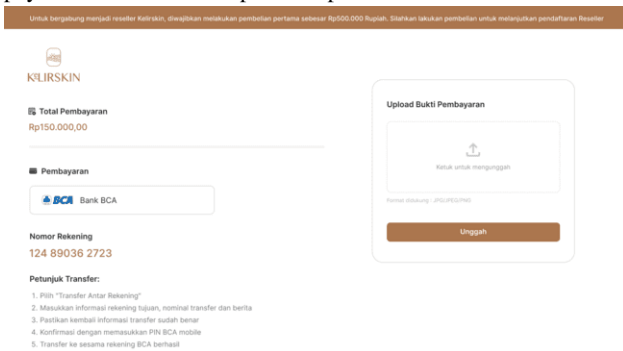 Untuk bergabung menjadi reseller Kelirskin, diwajibkan melakukan pembelian pertama sebesar Rp500.000 Rupiah. Silahkan lakukan pembelian untuk melanjutkan pendaftaran Reseller
KELIRSKIN
Total Pembayaran
Rp150.000,00
Pembayaran
BCA Bank BCA
Nomor Rekening
124 89036 2723
Petunjuk Transfer:
1. Pilih "Transfer Antar Rekening"
2. Masukkan informasi rekening tujuan, nominal transfer dan berita
3. Pastikan kembali informasi transfer sudah benar
4. Konfirmasi dengan memasukkan PIN BCA mobile
5. Transfer ke sesama rekening BCA berhasil
Upload Bukti Pembayaran
Ketuk untuk mengunggah
Format didukung : JPG/JPEG/PNG
Unggah